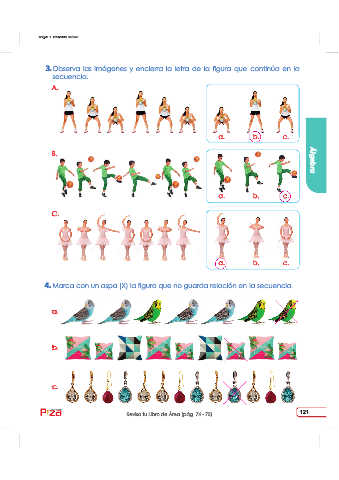 3. Observa las imágenes y encierra la letra de la figura que continúa en la
secuencia.
A.
a. b. c.
B.
a. b. c.
C.
a. b. c.
Álgebra
4. Marca con un aspa (X) la figura que no guarda relación en la secuencia.
a.
b.
c.
Revisa tu Libro de Área (pág. 74 - 75)
121